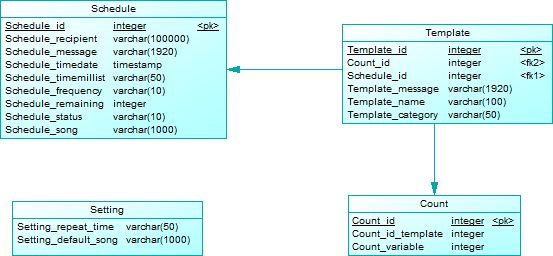 Schedule
Schedule_id integer <pk>
Schedule_recipient varchar(100000)
Schedule_message varchar(1920)
Schedule_timedate timestamp
Schedule_timemillist varchar(50)
Schedule_frequency varchar(10)
Schedule_remaining integer
Schedule_status varchar(10)
Schedule_song varchar(1000)
Template
Template_id integer <pk>
Count_id integer <fk2>
Schedule_id integer <fk1>
Template_message varchar(1920)
Template_name varchar(100)
Template_category varchar(50)
Setting
Setting_repeat_time varchar(50)
Setting_default_song varchar(1000)
Count
Count_id integer <pk>
Count_id_template integer
Count_variable integer